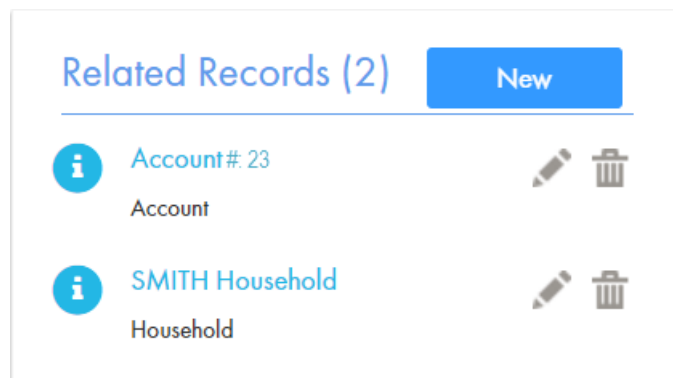 Related Records (2)
New
Account #: 23
Account
SMITH Household
Household